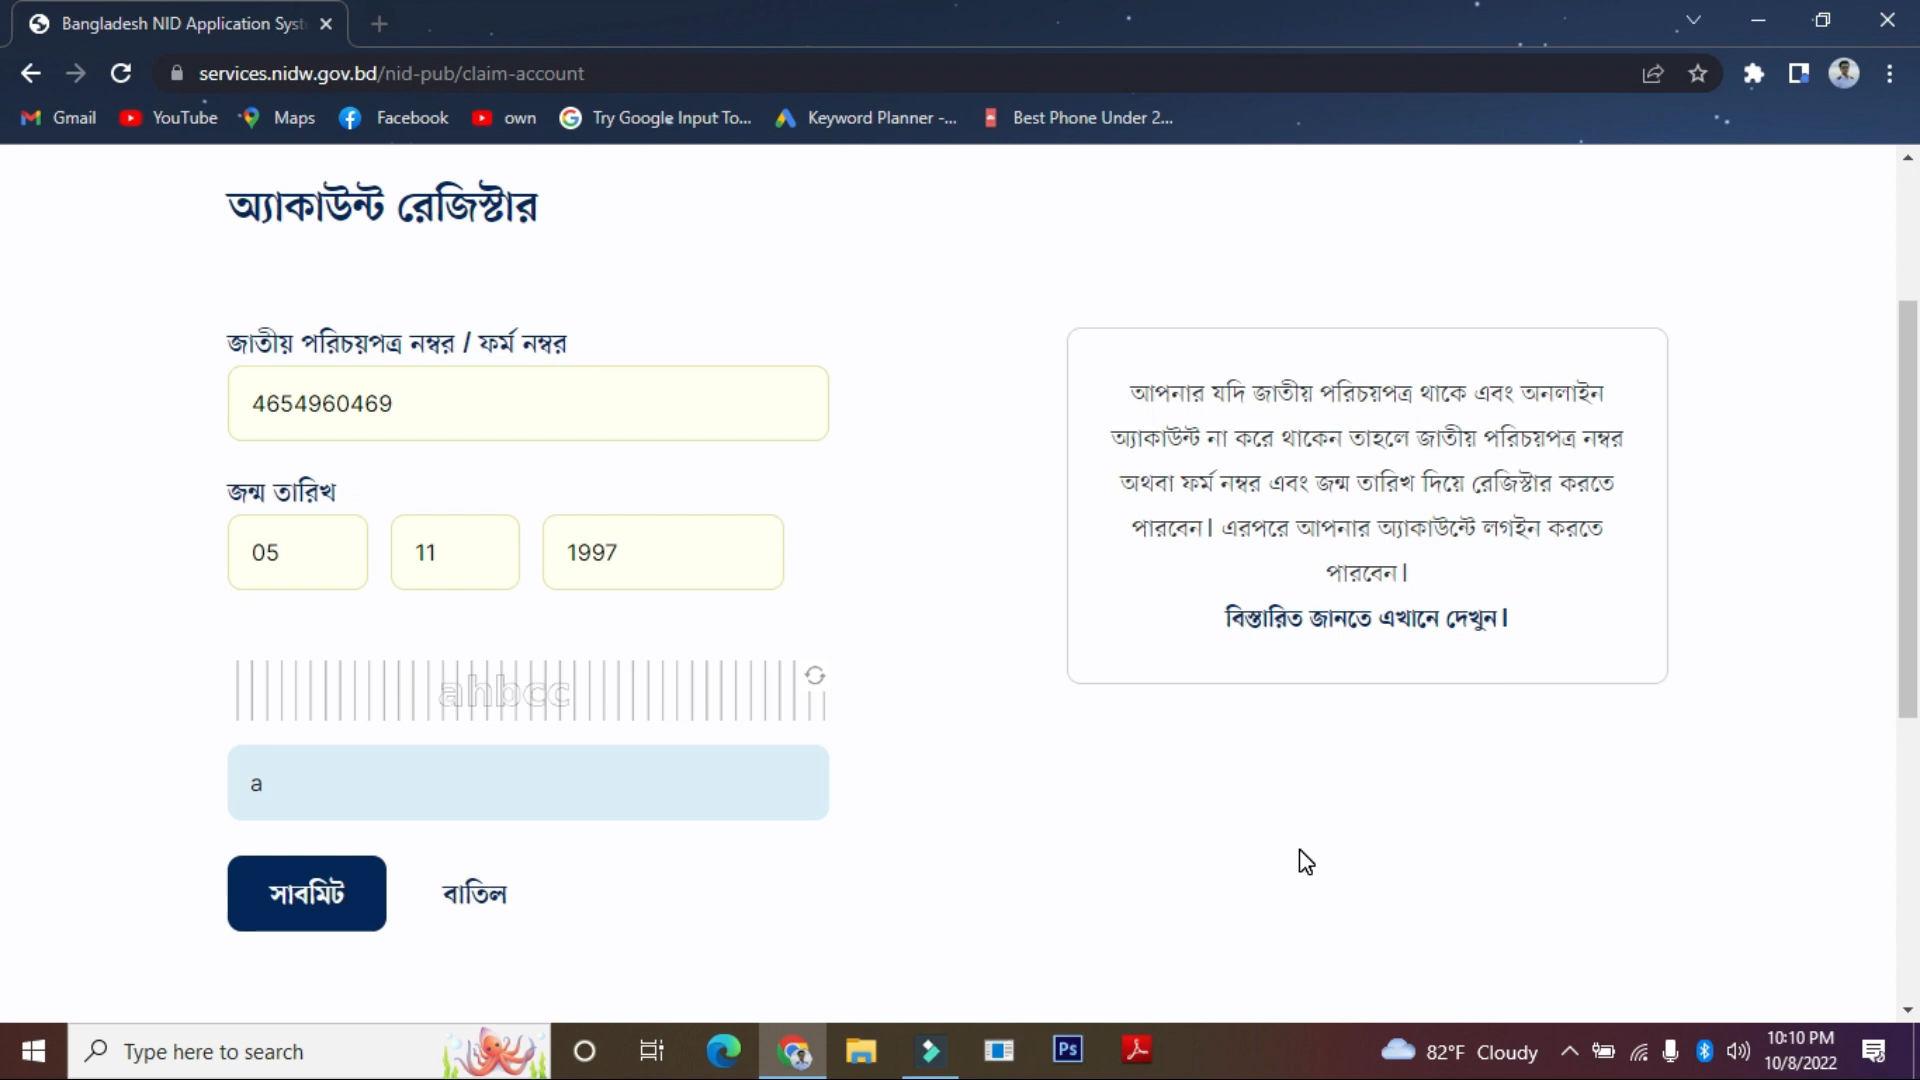 Bangladesh NID Application Syst
services.nidw.gov.bd/nid-pub/claim-account
Gmail YouTube Maps Facebook own Try Google Input To... Keyword Planner -... Best Phone Under 2...
অ্যাকাউন্ট রেজিস্টার
জাতীয় পরিচয়পত্র নম্বর / ফর্ম নম্বর
4654960469
জন্ম তারিখ
05 11 1997
ahbcc
a
সাবমিট বাতিল
আপনার যদি জাতীয় পরিচয়পত্র থাকে এবং অনলাইন
অ্যাকাউন্ট না করে থাকেন তাহলে জাতীয় পরিচয়পত্র নম্বর
অথবা ফর্ম নম্বর এবং জন্ম তারিখ দিয়ে রেজিস্টার করতে
পারবেন। এরপরে আপনার অ্যাকাউন্টে লগইন করতে
পারবেন।
বিস্তারিত জানতে এখানে দেখুন।
Type here to search
Ps
82°F Cloudy
10:10 PM
10/8/2022